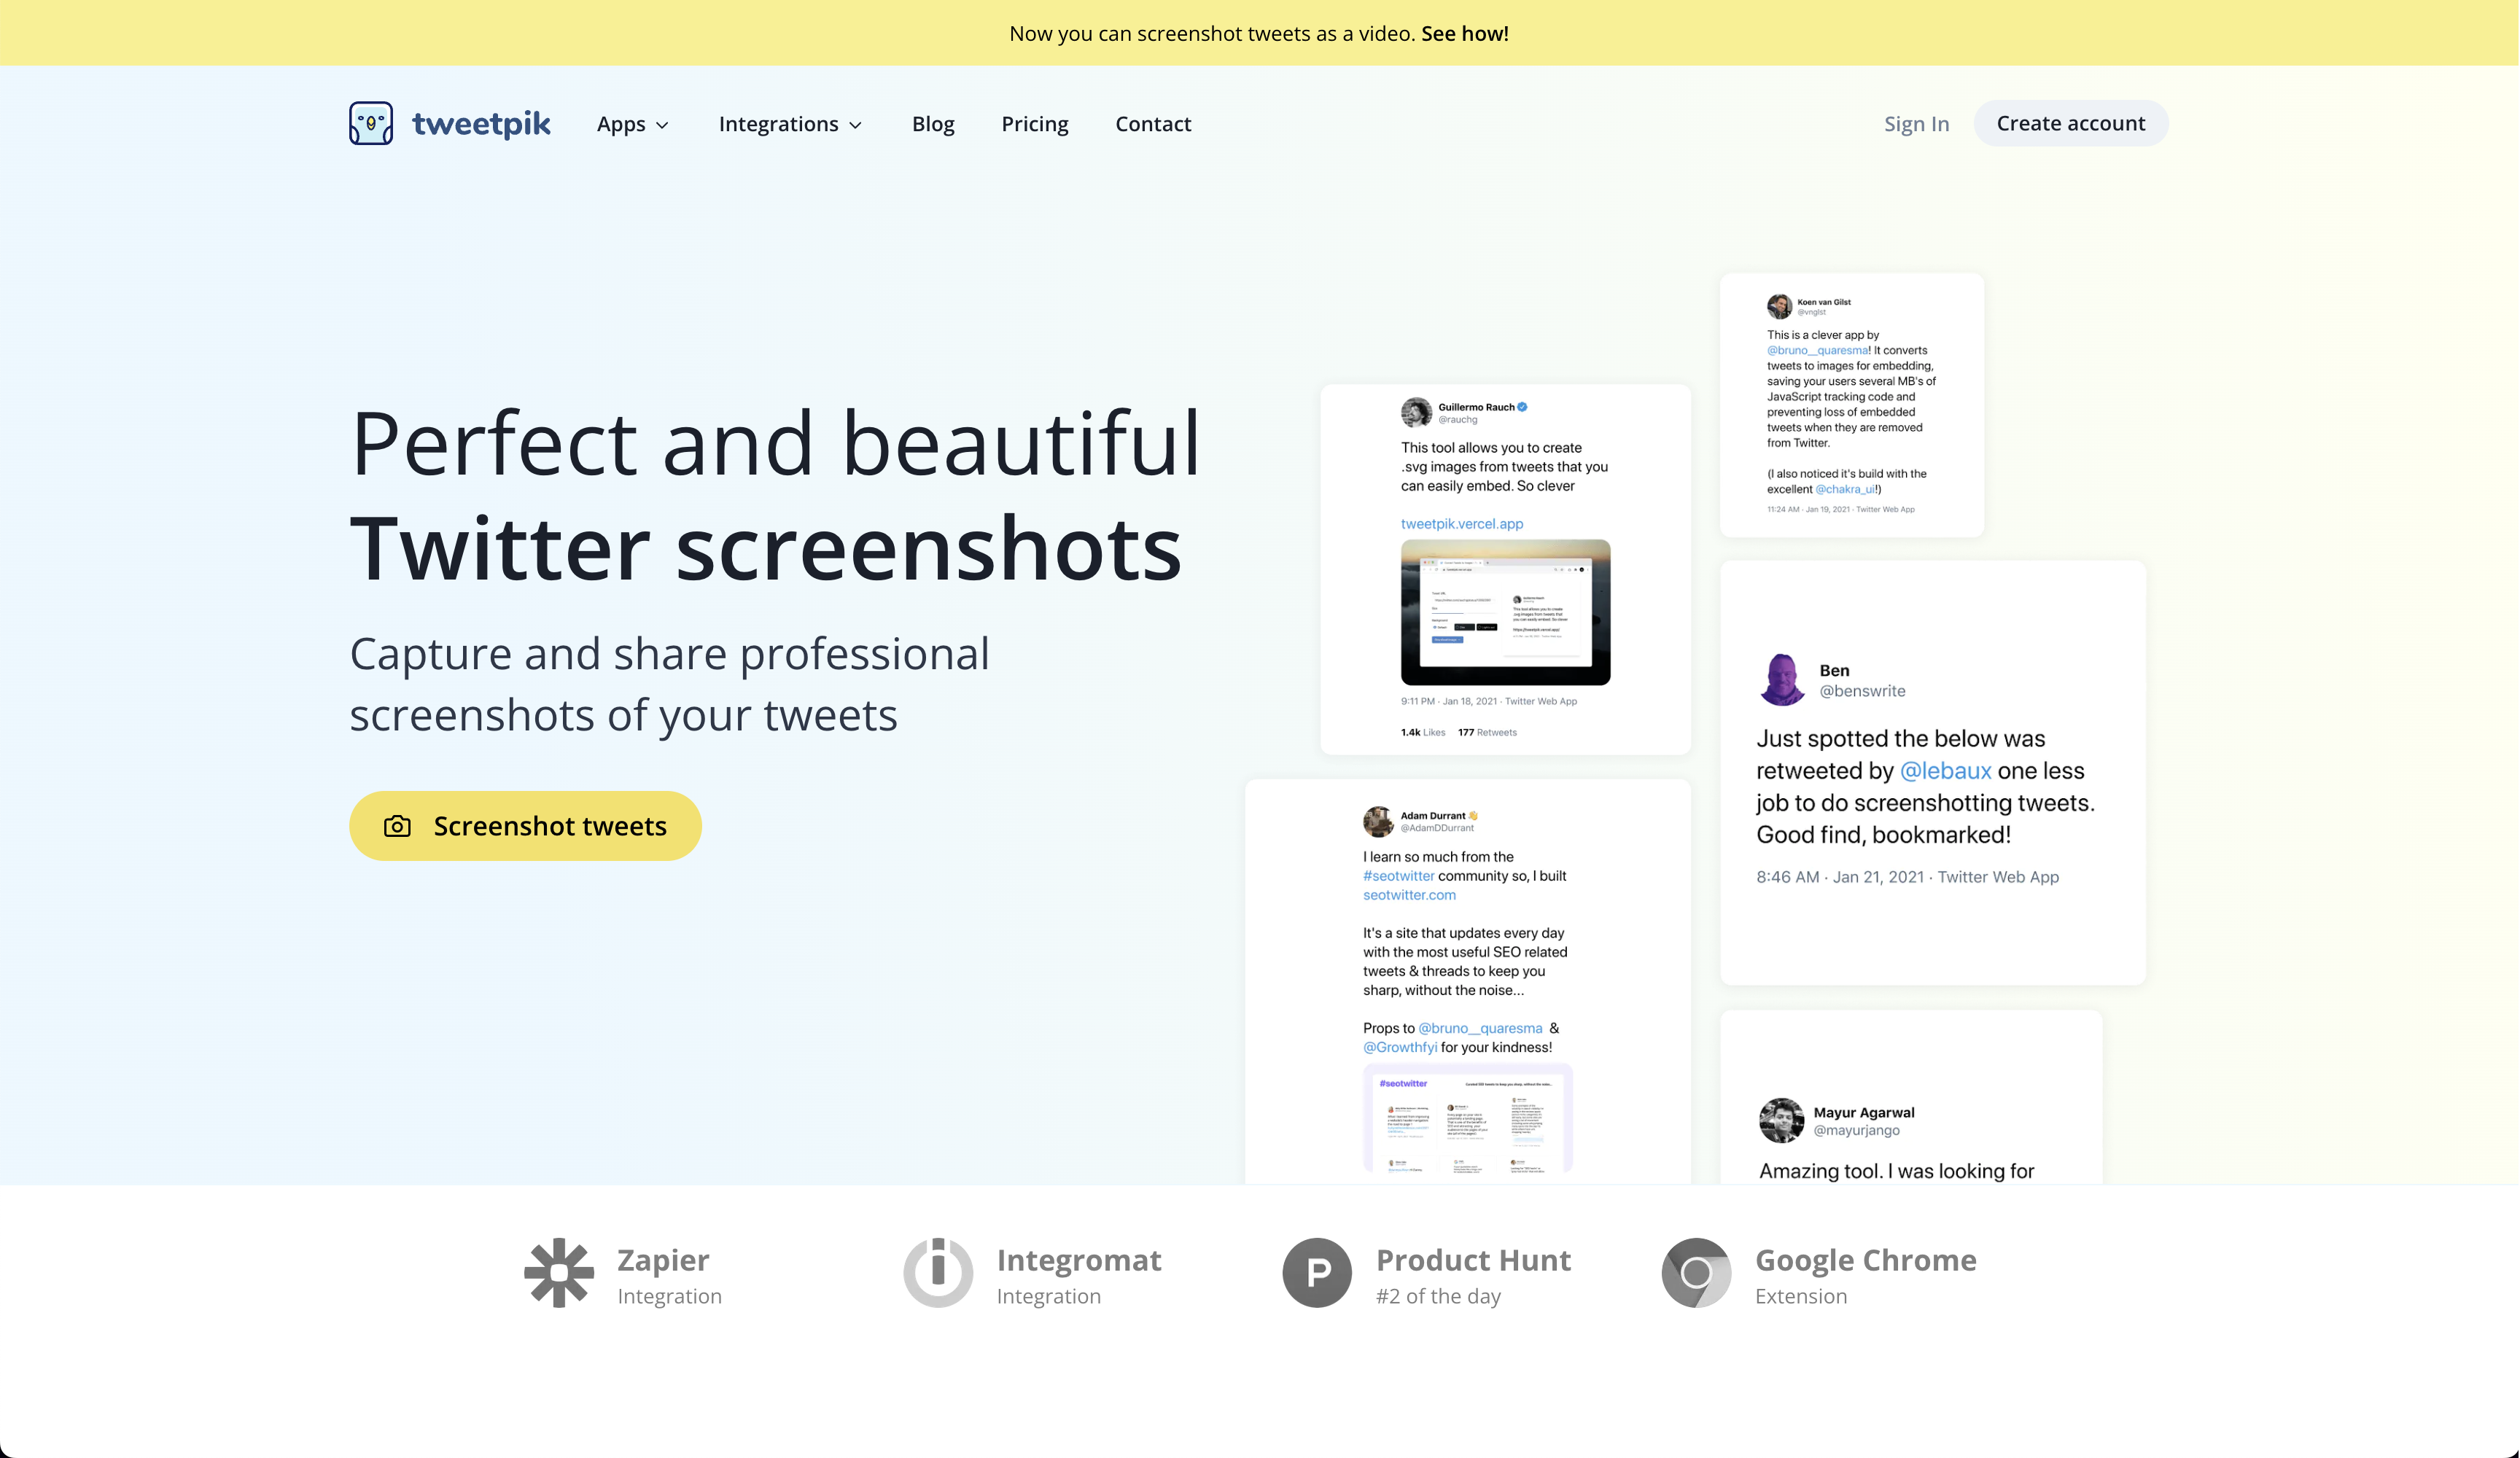 Now you can screenshot tweets as a video. See how!
tweetpik
Apps
Integrations
Blog
Pricing
Contact
Sign In
Create account
Perfect and beautiful
Twitter screenshots
Capture and share professional
screenshots of your tweets
Screenshot tweets
Guillermo Rauch
@rauchg
This tool allows you to create
.svg images from tweets that you
can easily embed. So clever
tweetpik.vercel.app
9:11 PM · Jan 18, 2021 · Twitter Web App
1.4k Likes 177 Retweets
Adam Durrant 👋
@AdamDDurrant
I learn so much from the
#seotwitter community so, I built
seotwitter.com
It's a site that updates every day
with the most useful SEO related
tweets & threads to keep you
sharp, without the noise...
Props to @bruno__quaresma &
@Growthfyi for your kindness!
#seotwitter
Koen van Gilst
@vnglst
This is a clever app by
@bruno__quaresma! It converts
tweets to images for embedding,
saving your users several MB's of
JavaScript tracking code and
preventing loss of embedded
tweets when they are removed
from Twitter.
(I also noticed it's build with the
excellent @chakra_ui!)
11:24 AM · Jan 19, 2021 · Twitter Web App
Ben
@benswrite
Just spotted the below was
retweeted by @lebaux one less
job to do screenshotting tweets.
Good find, bookmarked!
8:46 AM · Jan 21, 2021 · Twitter Web App
Mayur Agarwal
@mayurjango
Amazing tool. I was looking for
Zapier
Integration
Integromat
Integration
Product Hunt
#2 of the day
Google Chrome
Extension